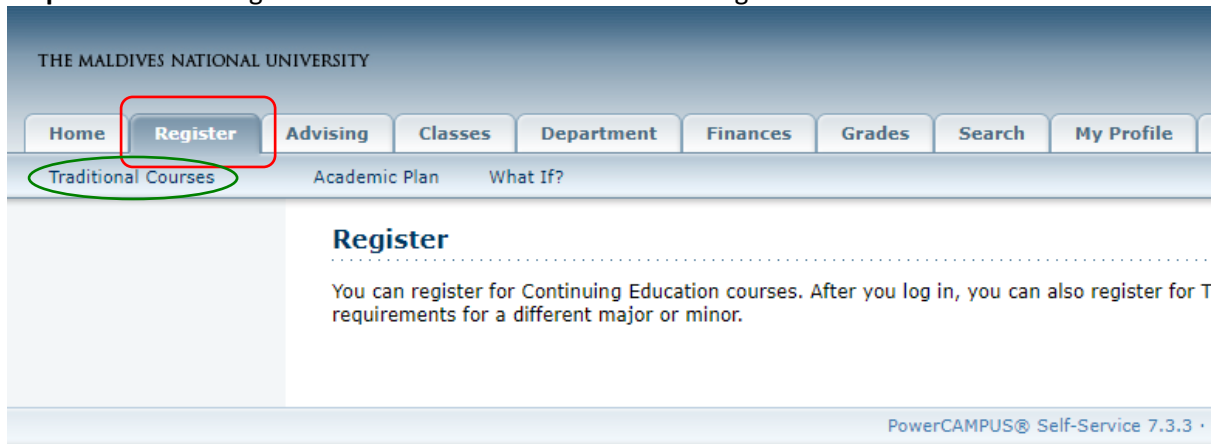 THE MALDIVES NATIONAL UNIVERSITY
Home Register Advising Classes Department Finances Grades Search My Profile
Traditional Courses Academic Plan What If?
Register
You can register for Continuing Education courses. After you log in, you can also register for T
requirements for a different major or minor.
PowerCAMPUS® Self-Service 7.3.3 ·